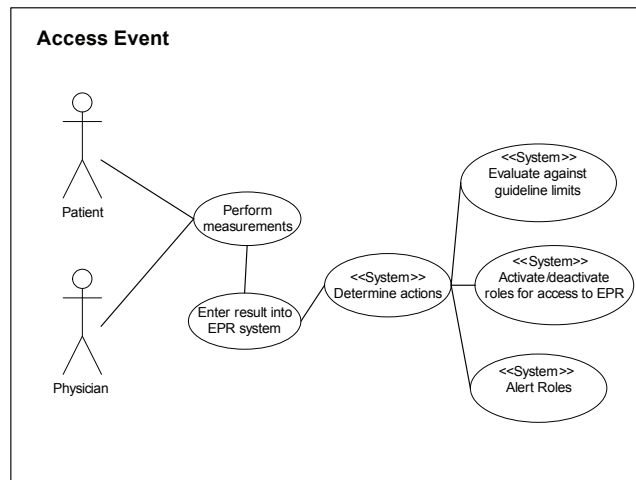 Access Event
Patient
Physician
Perform
measurements
Enter result into
EPR system
<<System>>
Determine actions
<<System>>
Evaluate against
guideline limits
<<System>>
Activate/deactivate
roles for access to EPR
<<System>>
Alert Roles